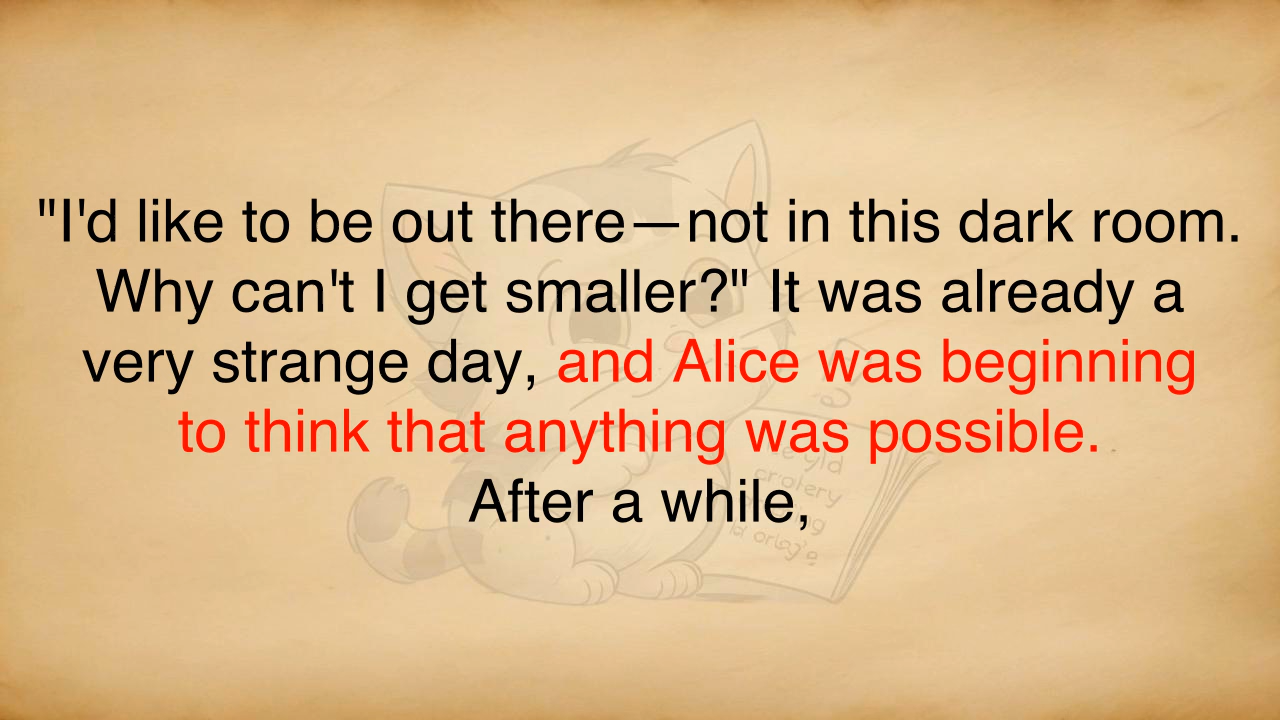 "I'd like to be out there—not in this dark room.
Why can't I get smaller?" It was already a
very strange day, and Alice was beginning
to think that anything was possible.
After a while,